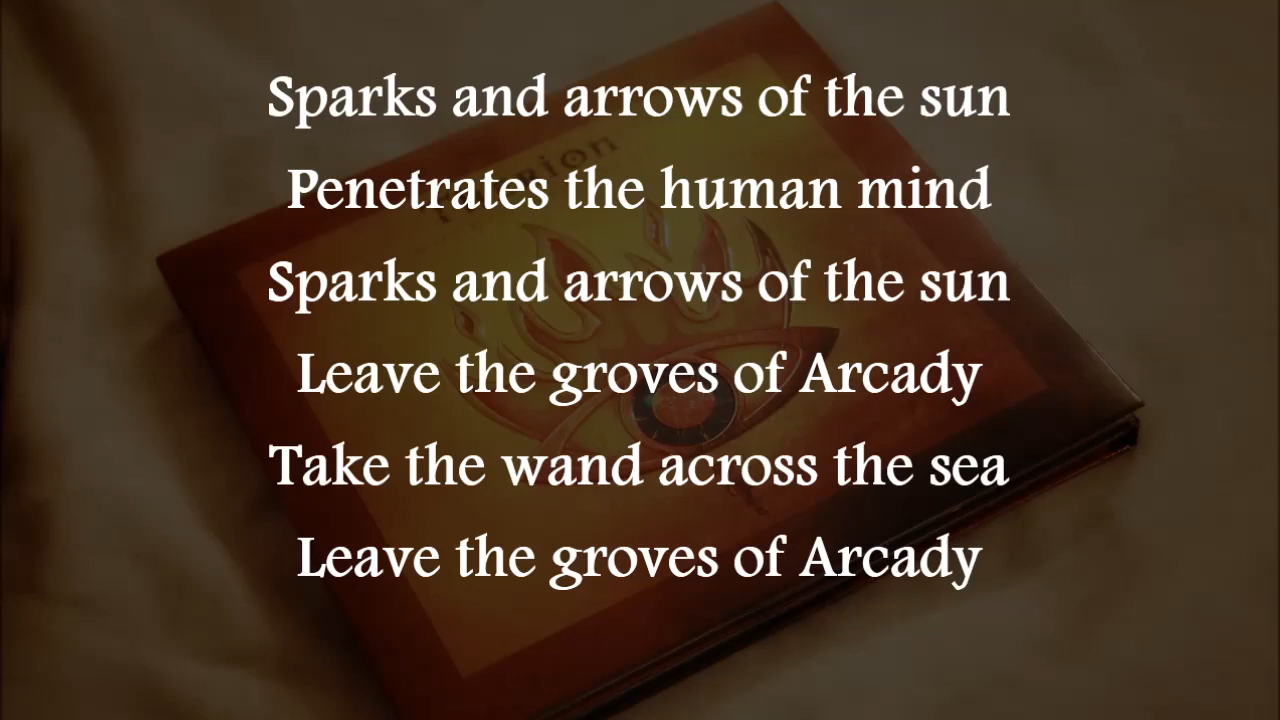 Sparks and arrows of the sun
Penetrates the human mind
Sparks and arrows of the sun
Leave the groves of Arcady
Take the wand across the sea
Leave the groves of Arcady